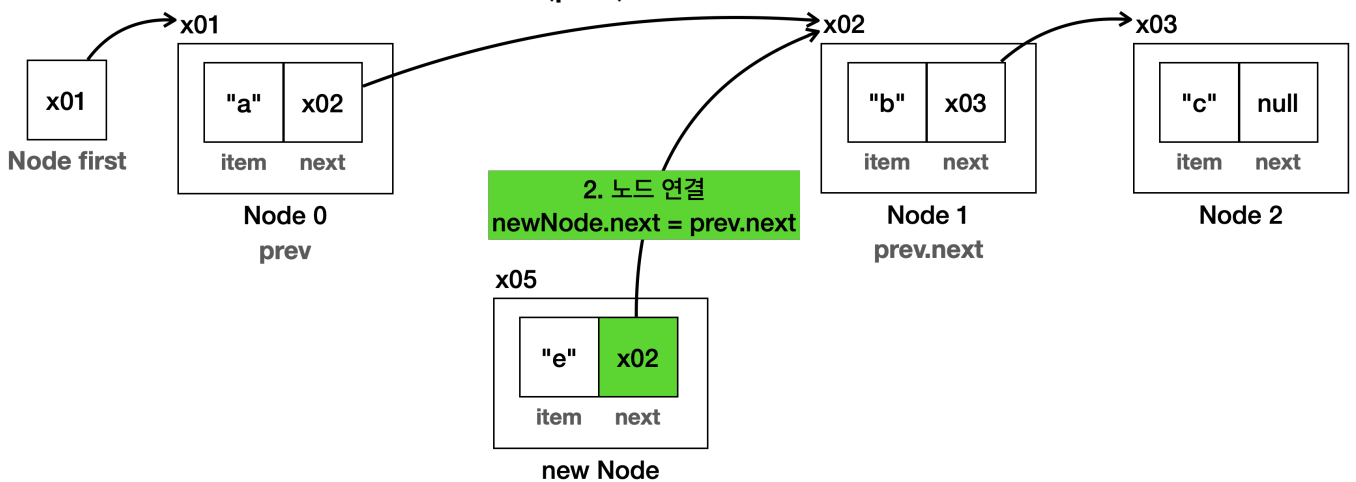 x01
x02
x03
x01
"a"
x02
"b"
x03
"c"
null
Node first
item
next
item
next
item
next
2. 노드 연결
newNode.next = prev.next
Node 0
Node 1
Node 2
prev
prev.next
x05
"e"
x02
item
next
new Node